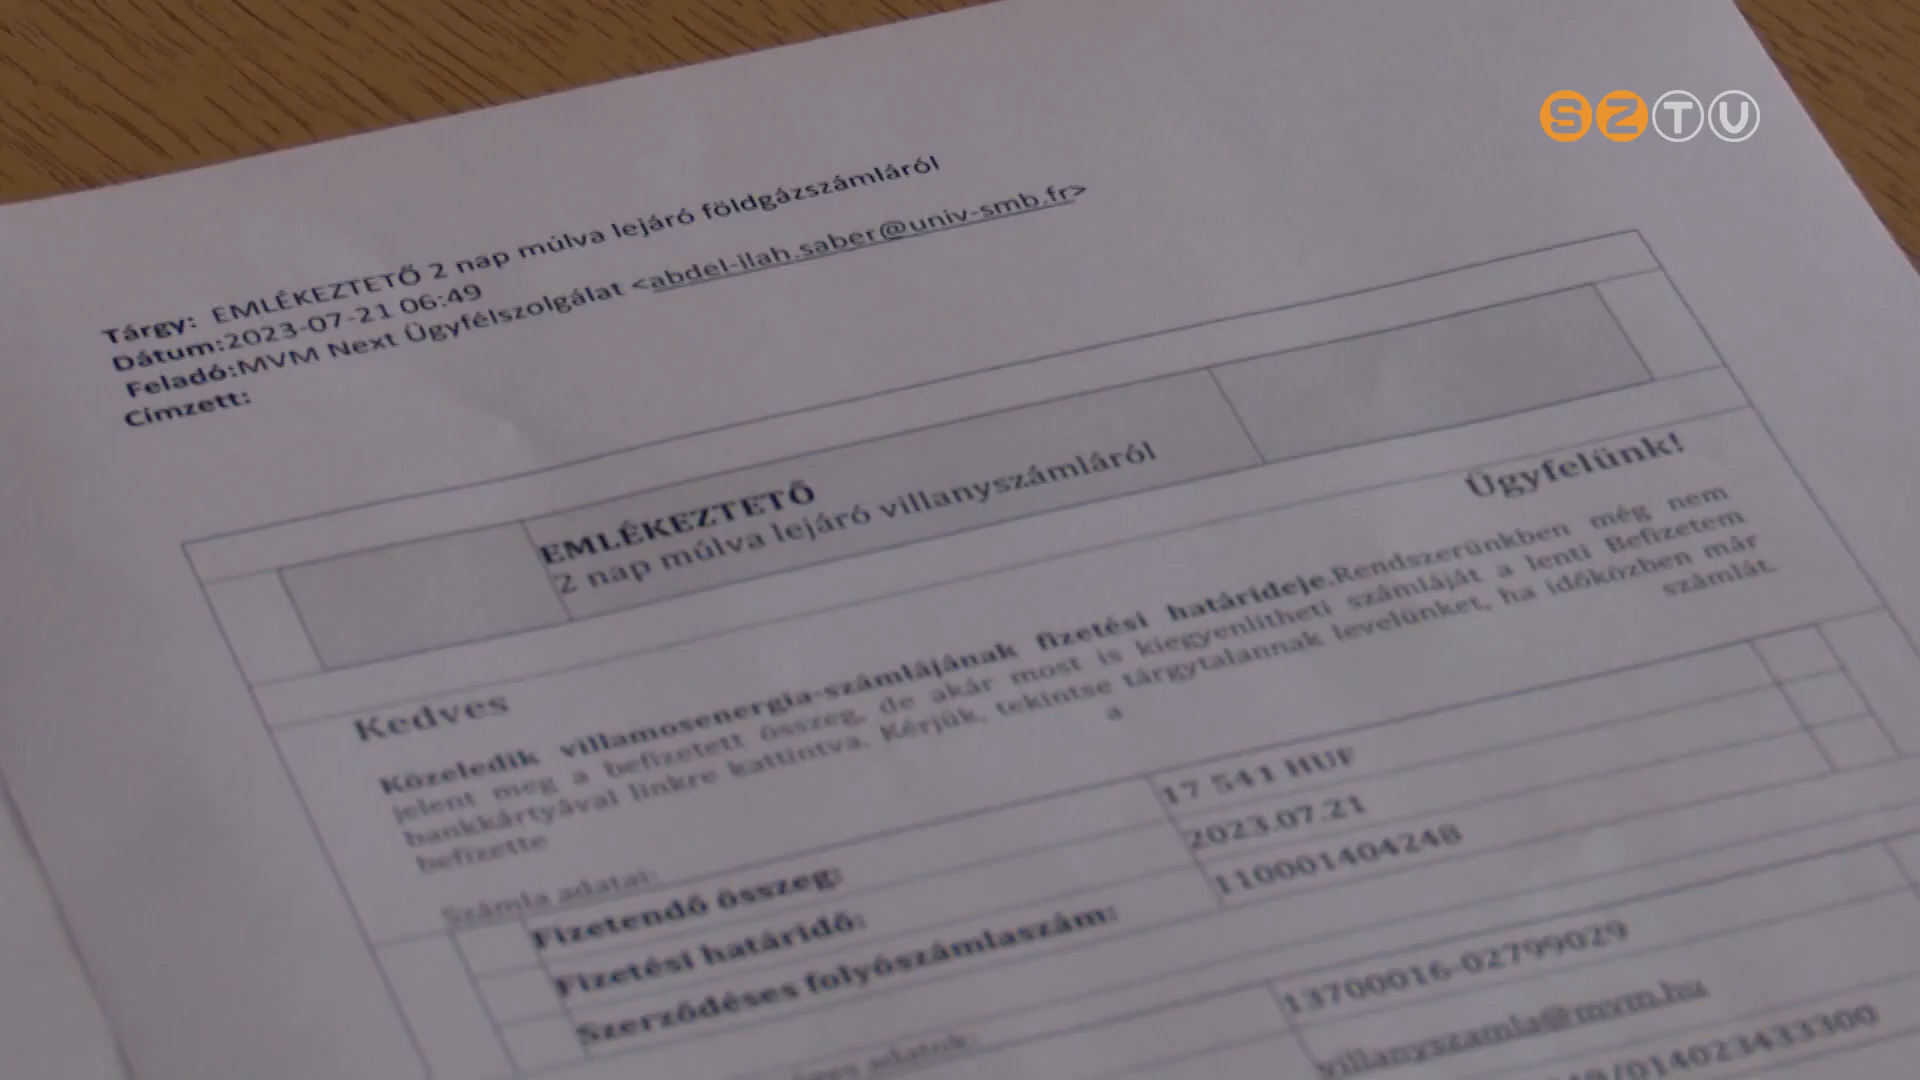 SZTV
Tárgy: EMLÉKEZTETŐ 2 nap múlva lejáró földgázszámláról
Dátum:2023-07-21 06:49
Feladó:MVM Next Ügyfélszolgálat <abdel-ilah.saber@univ-smb.fr>
Címzett:
EMLÉKEZTETŐ
2 nap múlva lejáró villanyszámláról
Kedves Ügyfelünk!
Közeledik villamosenergia-számlájának fizetési határideje.Rendszerünkben még nem
jelent meg a befizetett összeg, de akár most is kiegyenlítheti számláját a lenti Befizetem
bankkártyával linkre kattintva. Kérjük, tekintse tárgytalannak levelünket, ha időközben már
befizette a számlát.
Számla adatai:
Fizetendő összeg: 17 541 HUF
Fizetési határidő: 2023.07.21
Szerződéses folyószámlaszám: 110001404248
adatok:
13700016-02799029
villanyszamla@mvm.hu
/014023433300